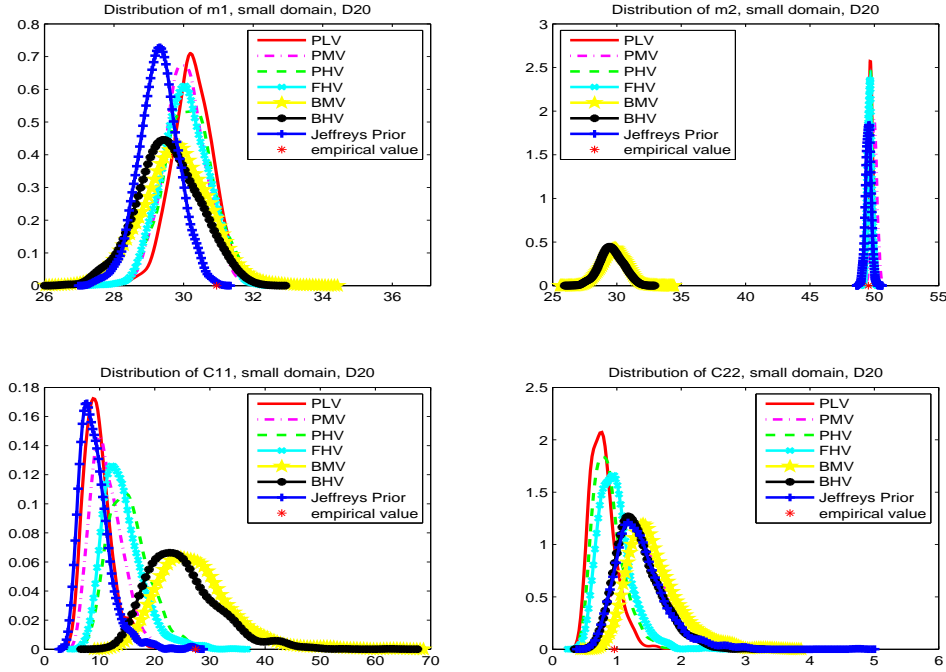 Distribution of m1, small domain, D20
0.8
0.7
0.6
0.5
0.4
0.3
0.2
0.1
0
26 28 30 32 34 36
PLV
PMV
PHV
FHV
BMV
BHV
Jeffreys Prior
empirical value
Distribution of m2, small domain, D20
3
2.5
2
1.5
1
0.5
0
25 30 35 40 45 50 55
PLV
PMV
PHV
FHV
BMV
BHV
Jeffreys Prior
empirical value
Distribution of C11, small domain, D20
0.18
0.16
0.14
0.12
0.1
0.08
0.06
0.04
0.02
0
0 10 20 30 40 50 60 70
PLV
PMV
PHV
FHV
BMV
BHV
Jeffreys Prior
empirical value
Distribution of C22, small domain, D20
2.5
2
1.5
1
0.5
0
0 1 2 3 4 5 6
PLV
PMV
PHV
FHV
BMV
BHV
Jeffreys Prior
empirical value